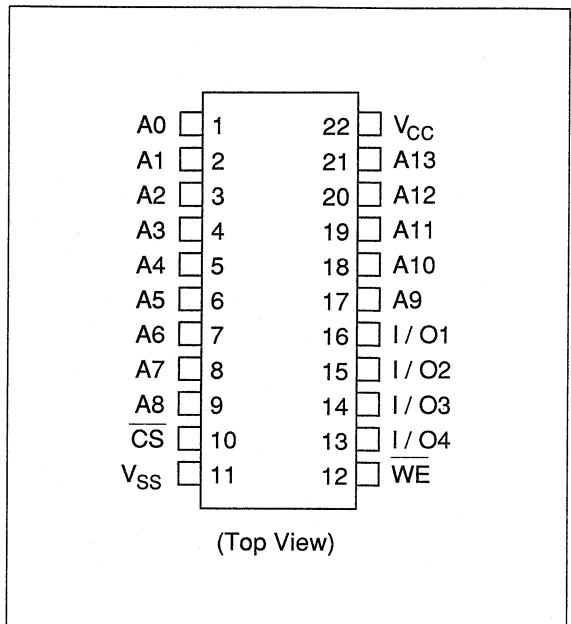 A0 1 22 VCC
A1 2 21 A13
A2 3 20 A12
A3 4 19 A11
A4 5 18 A10
A5 6 17 A9
A6 7 16 I / O1
A7 8 15 I / O2
A8 9 14 I / O3
C̅S̅ 10 13 I / O4
VSS 11 12 W̅E̅
(Top View)